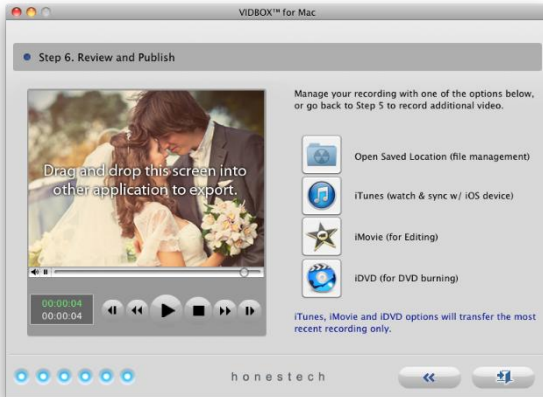 VIDBOX™ for Mac
Step 6. Review and Publish
Manage your recording with one of the options below,
or go back to Step 5 to record additional video.
Drag and drop this screen into
other application to export.
Open Saved Location (file management)
iTunes (watch & sync w/ iOS device)
iMovie (for Editing)
iDVD (for DVD burning)
00:00:04
00:00:04
iTunes, iMovie and iDVD options will transfer the most
recent recording only.
honestech